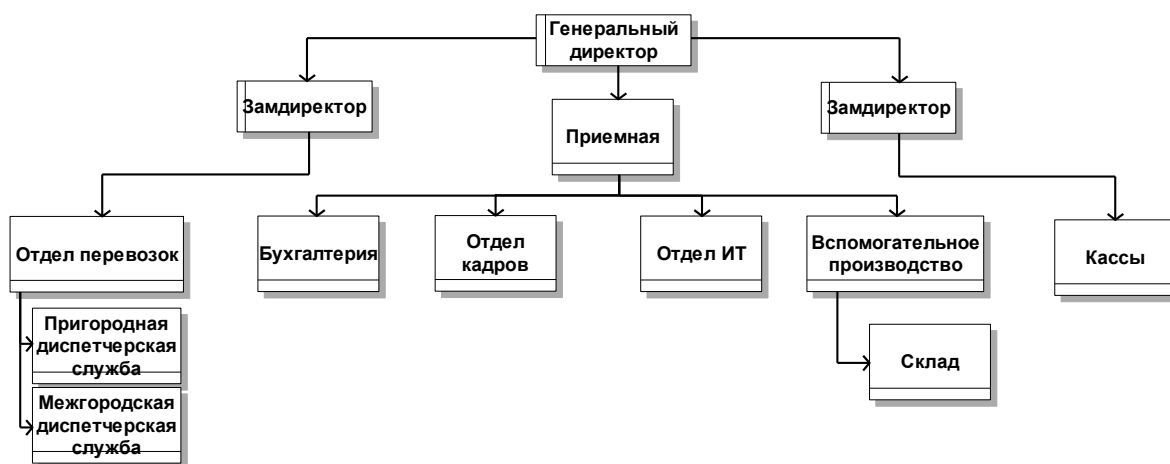 Генеральный
директор
Замдиректор
Приемная
Замдиректор
Отдел перевозок
Бухгалтерия
Отдел
кадров
Отдел ИТ
Вспомогательное
производство
Кассы
Пригородная
диспетчерская
служба
Склад
Межгородская
диспетчерская
служба